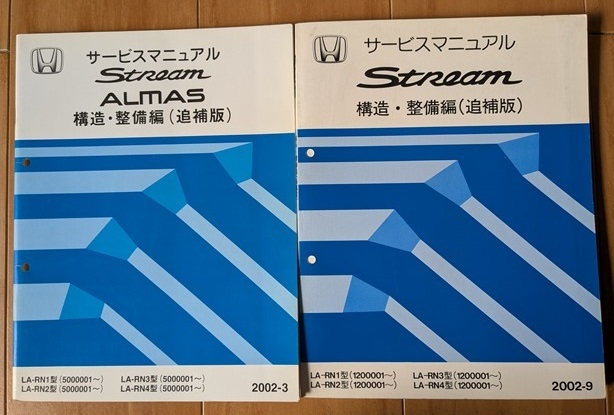 サービスマニュアル
Stream
ALMAS
構造・整備編(追補版)
LA-RN1型(5000001〜) LA-RN3型(5000001〜)
LA-RN2型(5000001〜) LA-RN4型(5000001〜)
2002-3
サービスマニュアル
Stream
構造・整備編(追補版)
LA-RN1型(1200001〜) LA-RN3型(1200001〜)
LA-RN2型(1200001〜) LA-RN4型(1200001〜)
2002-9